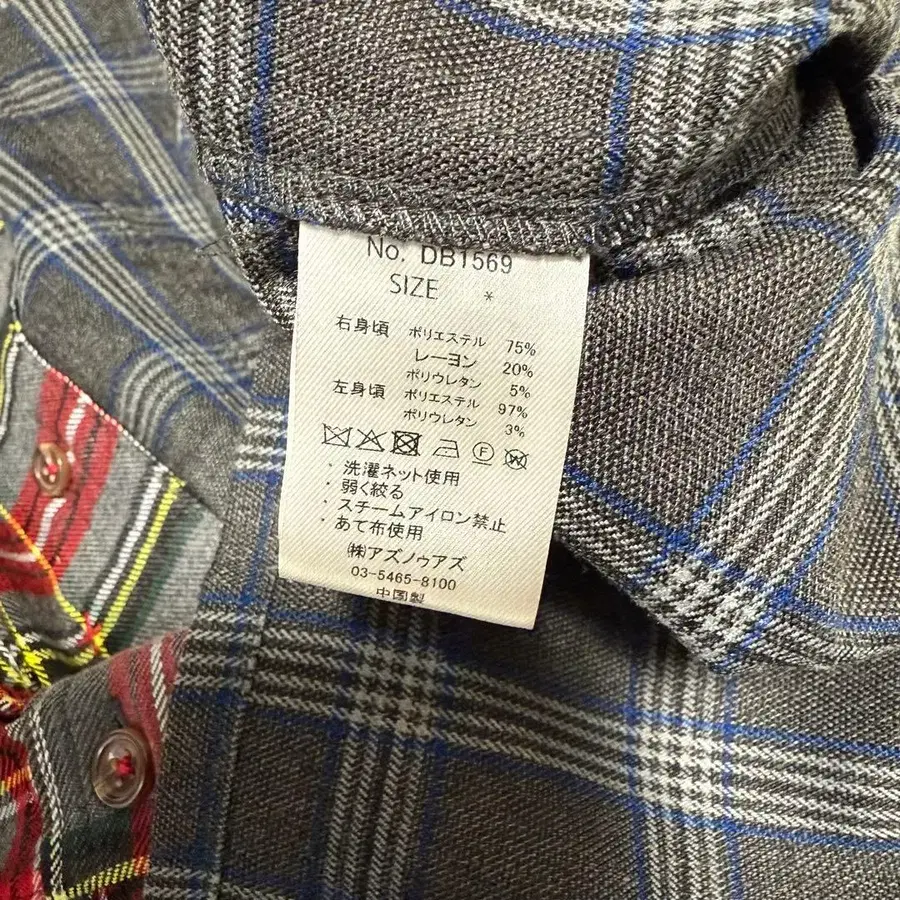 No. DB1569
SIZE *
右身頃 ポリエステル 75%
レーヨン 20%
ポリウレタン 5%
左身頃 ポリエステル 97%
ポリウレタン 3%
F W
・洗濯ネット使用
・弱く絞る
・スチームアイロン禁止
・あて布使用
㈱アズノゥアズ
03-5465-8100
中国製